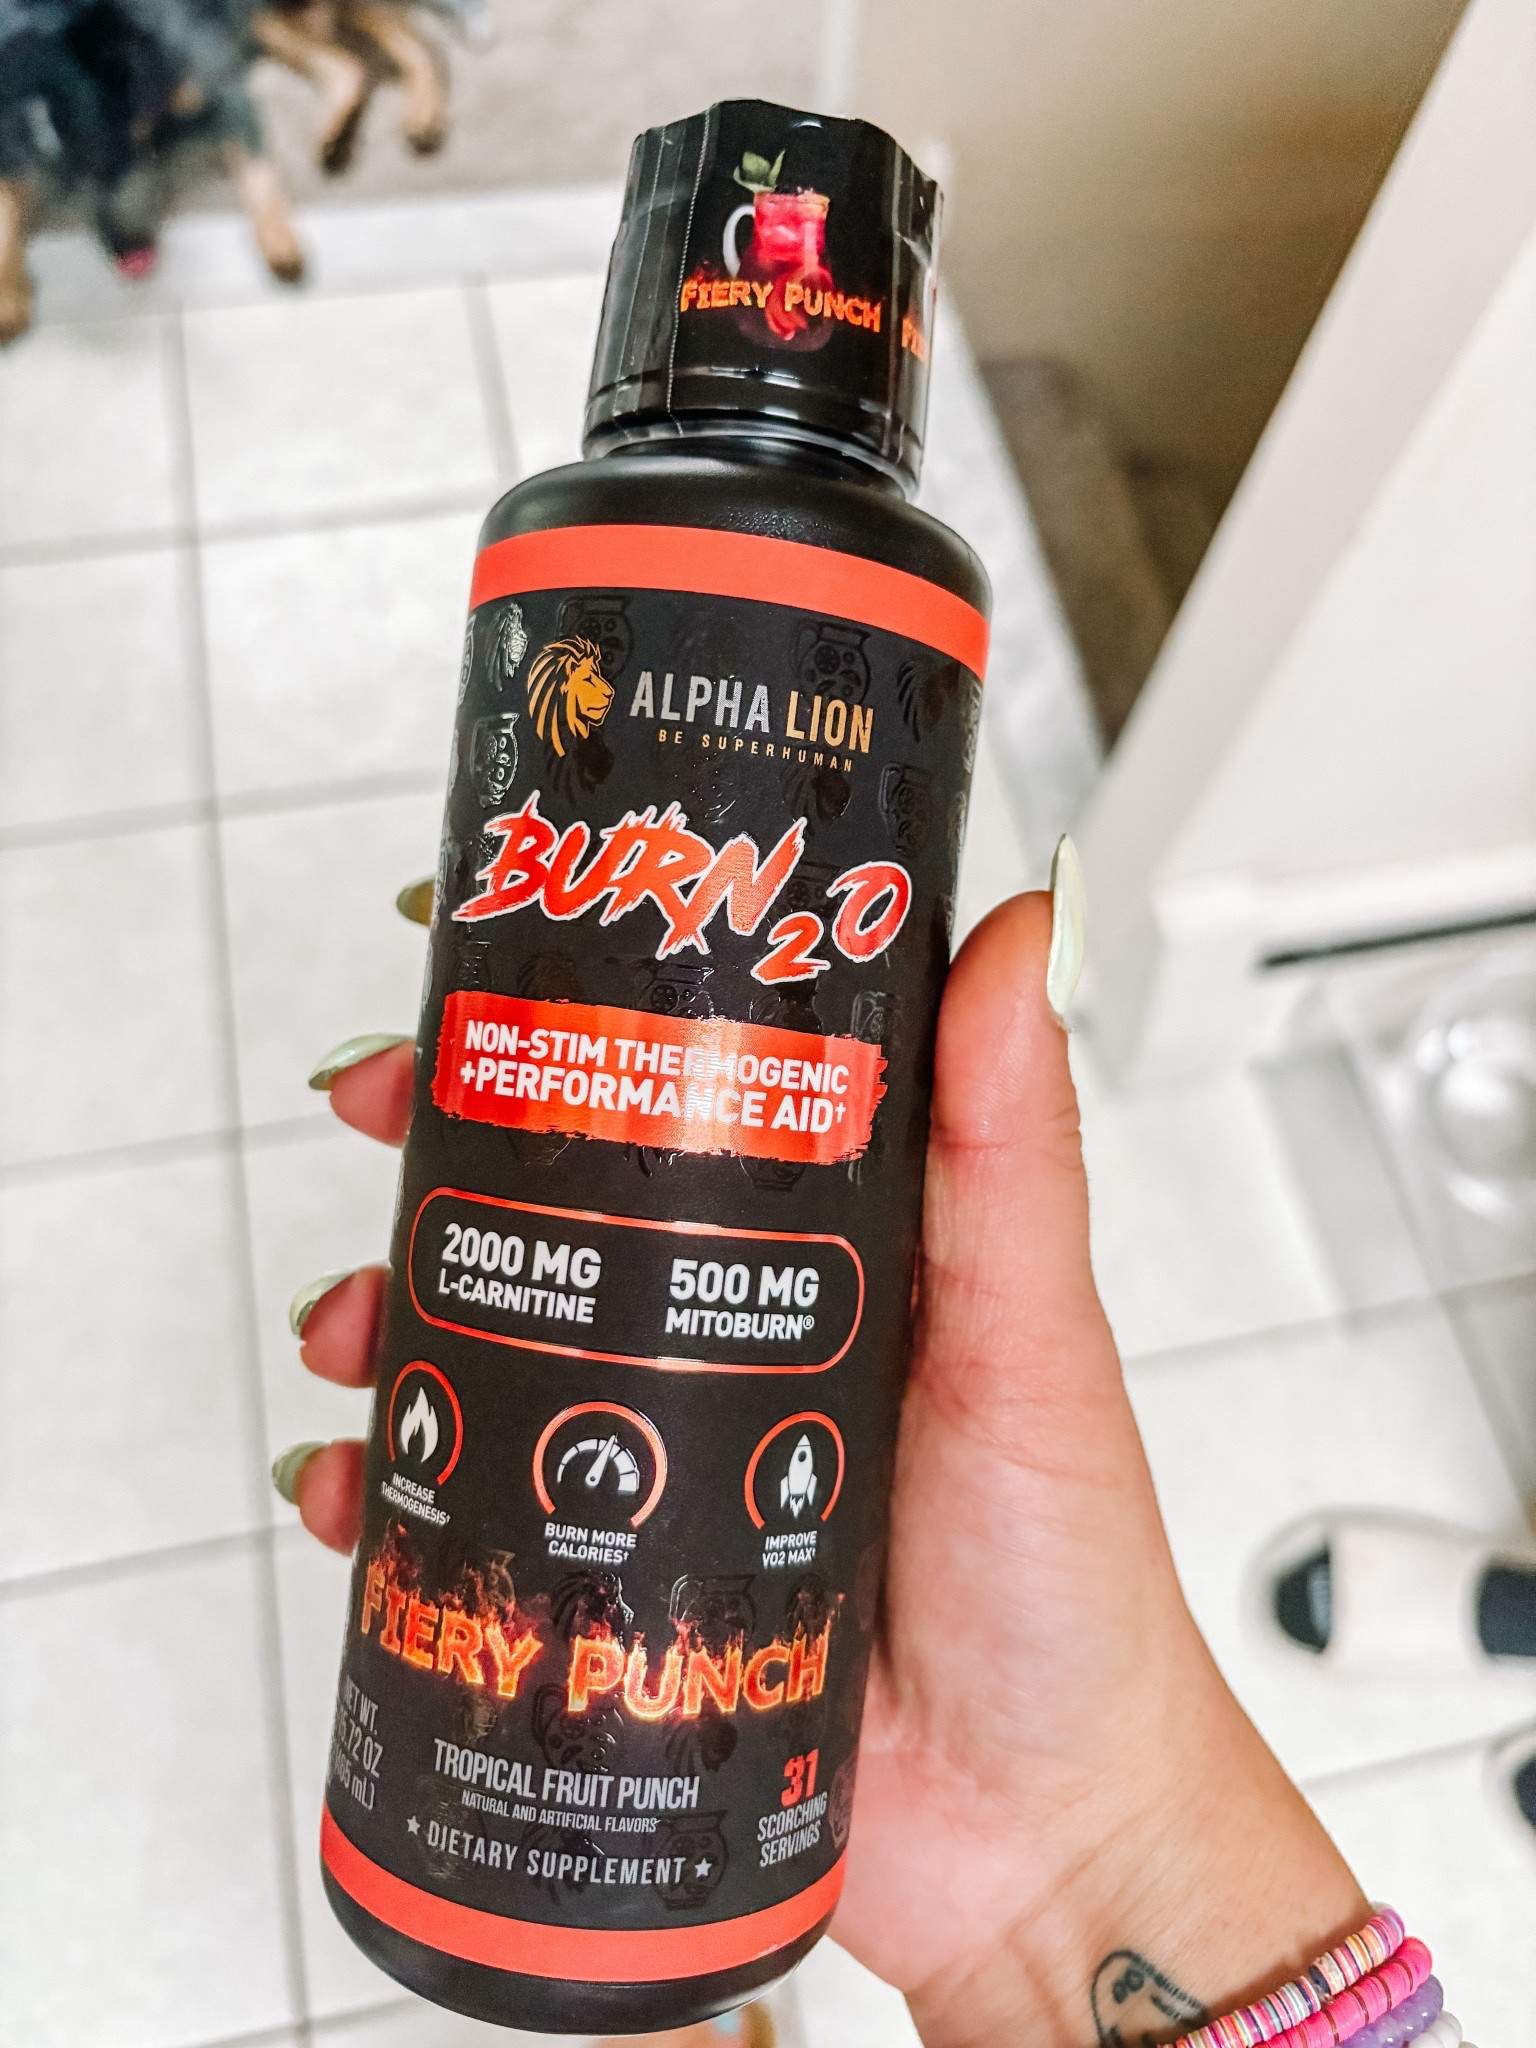 FIERY PUNCH
ALPHA LION
BE SUPERHUMAN
BURN2O
NON-STIM THERMOGENIC
+PERFORMANCE AID†
2000 MG
L-CARNITINE
500 MG
MITOBURN®
INCREASE
THERMOGENESIS†
BURN MORE
CALORIES†
IMPROVE
VO2 MAX†
FIERY PUNCH
NET WT.
OZ
mL)
TROPICAL FRUIT PUNCH
NATURAL AND ARTIFICIAL FLAVORS
★ DIETARY SUPPLEMENT ★
31
SCORCHING
SERVINGS